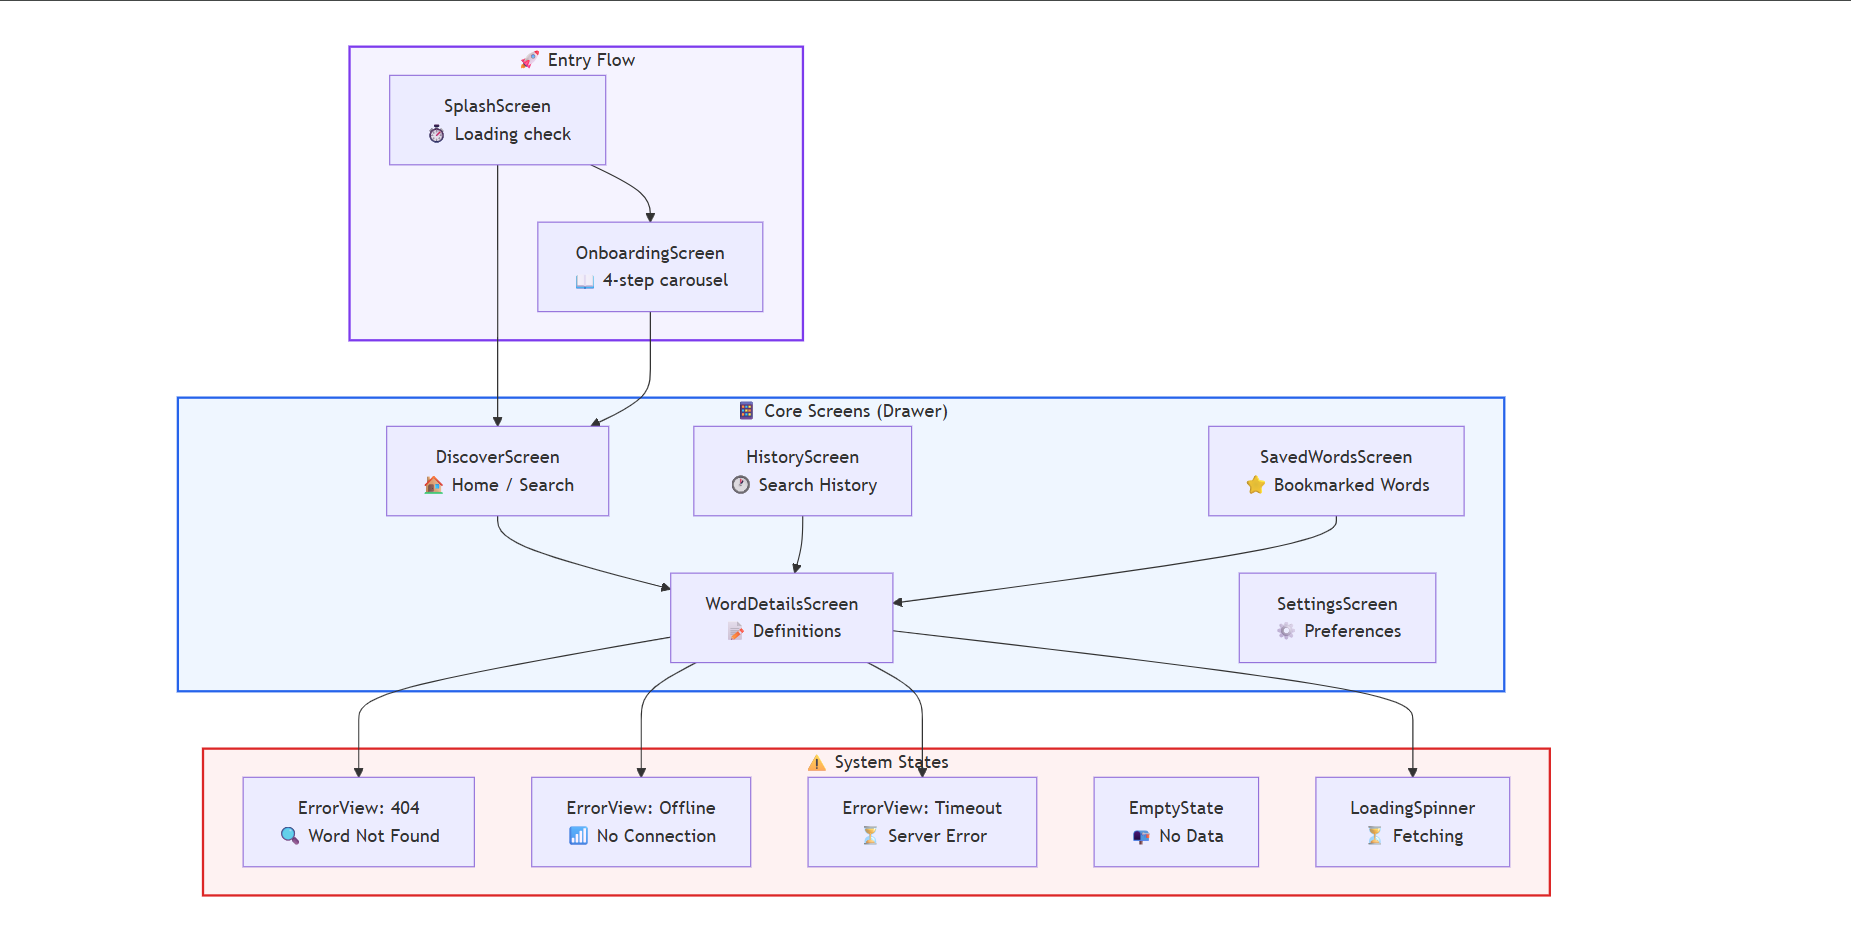 🚀 Entry Flow
SplashScreen
⏱️ Loading check
OnboardingScreen
📖 4-step carousel
📱 Core Screens (Drawer)
DiscoverScreen
🏠 Home / Search
HistoryScreen
🕐 Search History
SavedWordsScreen
⭐ Bookmarked Words
WordDetailsScreen
📝 Definitions
SettingsScreen
⚙️ Preferences
⚠️ System States
ErrorView: 404
🔍 Word Not Found
ErrorView: Offline
📶 No Connection
ErrorView: Timeout
⏳ Server Error
EmptyState
📭 No Data
LoadingSpinner
⏳ Fetching